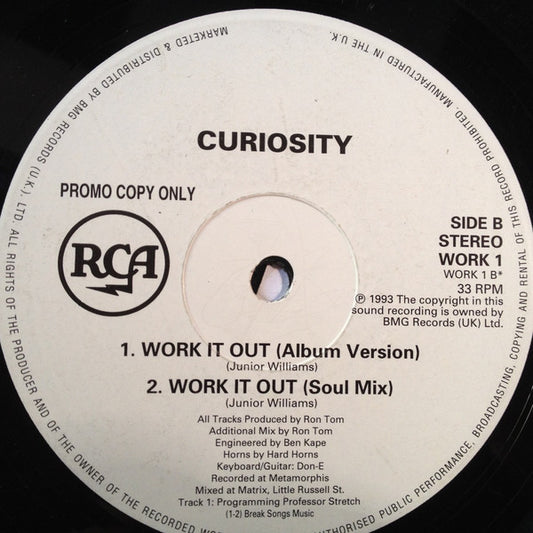 CURIOSITY
PROMO COPY ONLY
RCA
SIDE B
STEREO
WORK 1
WORK 1 B*
33 RPM
℗ 1993 The copyright in this
sound recording is owned by
BMG Records (UK) Ltd.
1. WORK IT OUT (Album Version)
(Junior Williams)
2. WORK IT OUT (Soul Mix)
(Junior Williams)
All Tracks Produced by Ron Tom
Additional Mix by Ron Tom
Engineered by Ben Kape
Horns by Hard Horns
Keyboard/Guitar: Don-E
Recorded at Metamorphis
Mixed at Matrix, Little Russell St.
Track 1: Programming Professor Stretch
(1-2) Break Songs Music
MARKETED & DISTRIBUTED BY BMG RECORDS (U.K.) LTD. ALL RIGHTS OF THE PRODUCER AND OF THE OWNER OF THE RECORDED
AUTHORISED PUBLIC PERFORMANCE, BROADCASTING, COPYING AND RENTAL OF THIS RECORD PROHIBITED. MANUFACTURED IN THE U.K.